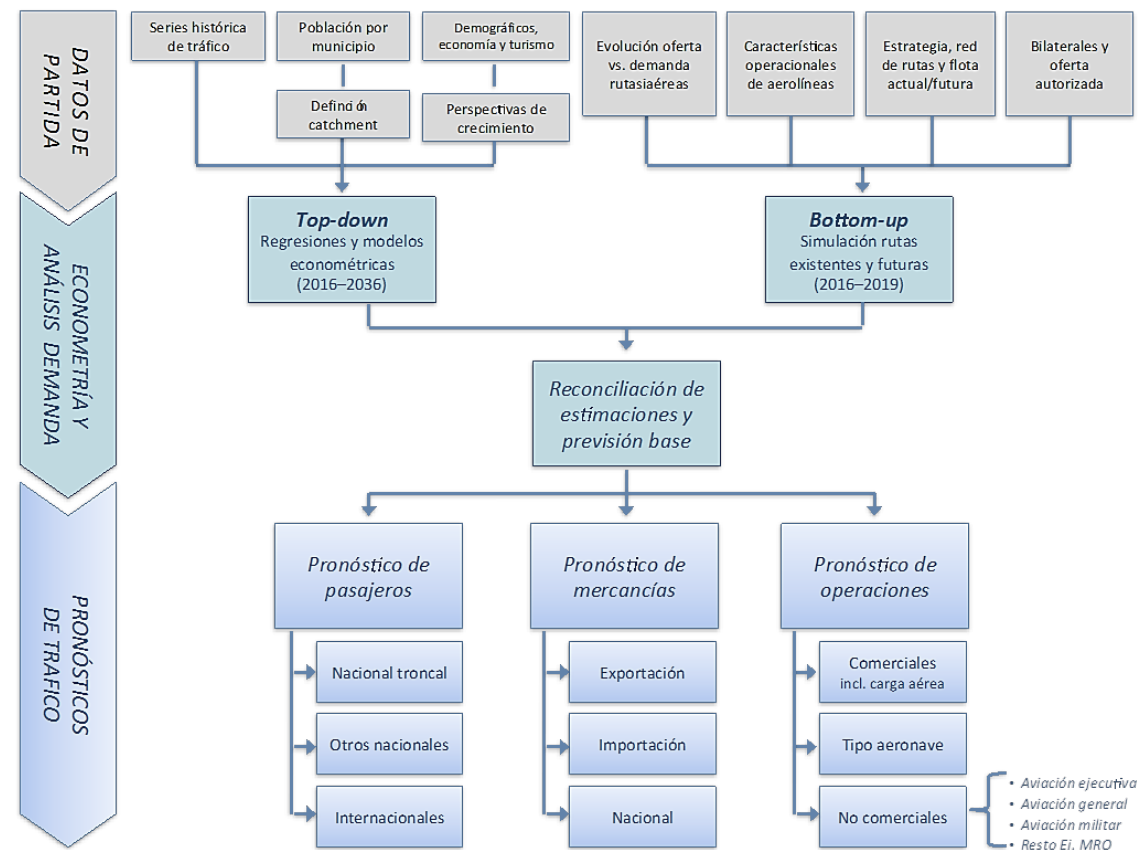 DATOS DE
PARTIDA
Series histórica
de tráfico
Población por
municipio
Demográficos,
economía y turismo
Definción
catchment
Perspectivas de
crecimiento
Evolución oferta
vs. demanda
rutasiaéreas
Características
operacionales
de aerolíneas
Estrategia, red
de rutas y flota
actual/futura
Bilaterales y
oferta
autorizada
ECONOMETRÍA Y
ANÁLISIS DEMANDA
Top-down
Regresiones y modelos
econométricas
(2016–2036)
Bottom-up
Simulación rutas
existentes y futuras
(2016–2019)
Reconciliación de
estimaciones y
previsión base
PRONÓSTICOS
DE TRAFICO
Pronóstico de
pasajeros
Pronóstico de
mercancías
Pronóstico de
operaciones
Nacional troncal
Otros nacionales
Internacionales
Exportación
Importación
Nacional
Comerciales
incl. carga aérea
Tipo aeronave
No comerciales
• Aviación ejecutiva
• Aviación general
• Aviación militar
• Resto Ej. MRO